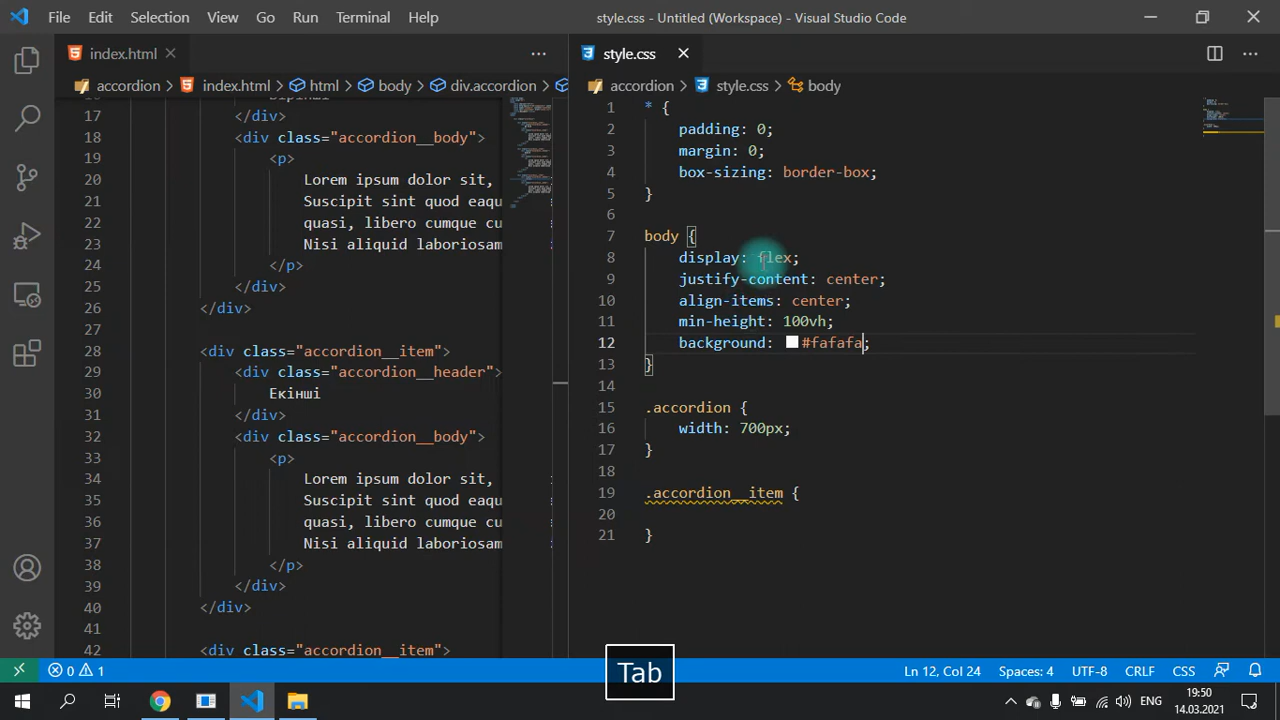 File Edit Selection View Go Run Terminal Help style.css - Untitled (Workspace) - Visual Studio Code
index.html
accordion index.html html body div.accordion
17 </div>
18 <div class="accordion__body">
19 <p>
20 Lorem ipsum dolor sit,
21 Suscipit sint quod eaqu
22 quasi, libero cumque cu
23 Nisi aliquid laboriosam
24 </p>
25 </div>
26 </div>
27
28 <div class="accordion__item">
29 <div class="accordion__header">
30 Екінші
31 </div>
32 <div class="accordion__body">
33 <p>
34 Lorem ipsum dolor sit,
35 Suscipit sint quod eaqu
36 quasi, libero cumque cu
37 Nisi aliquid laboriosam
38 </p>
39 </div>
40 </div>
41
42 <div class="accordion__item">
style.css
accordion style.css body
1 * {
2 padding: 0;
3 margin: 0;
4 box-sizing: border-box;
5 }
6
7 body {
8 display: flex;
9 justify-content: center;
10 align-items: center;
11 min-height: 100vh;
12 background: #fafafa;
13 }
14
15 .accordion {
16 width: 700px;
17 }
18
19 .accordion__item {
20
21 }
Tab
0 1 Ln 12, Col 24 Spaces: 4 UTF-8 CRLF CSS
ENG 19:50
14.03.2021